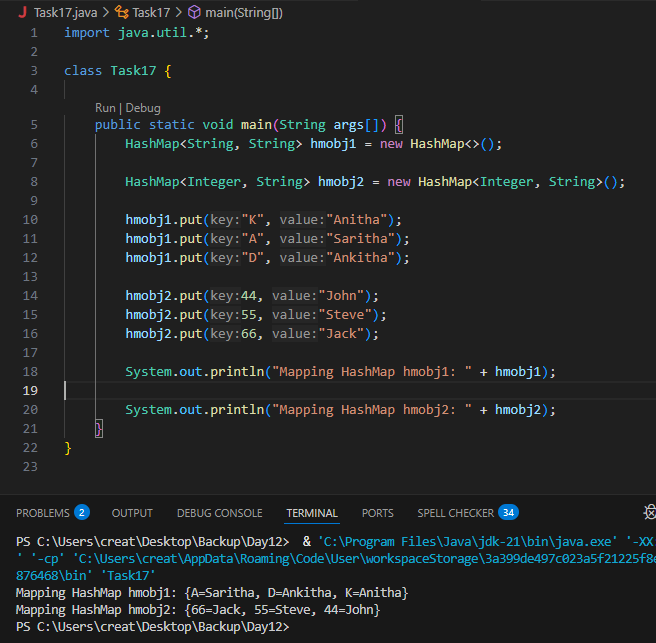 J Task17.java > Task17 > main(String[])
1 import java.util.*;
2
3 class Task17 {
4
Run | Debug
5 public static void main(String args[]) {
6 HashMap<String, String> hmobj1 = new HashMap<>();
7
8 HashMap<Integer, String> hmobj2 = new HashMap<Integer, String>();
9
10 hmobj1.put(key:"K", value:"Anitha");
11 hmobj1.put(key:"A", value:"Saritha");
12 hmobj1.put(key:"D", value:"Ankitha");
13
14 hmobj2.put(key:44, value:"John");
15 hmobj2.put(key:55, value:"Steve");
16 hmobj2.put(key:66, value:"Jack");
17
18 System.out.println("Mapping HashMap hmobj1: " + hmobj1);
19
20 System.out.println("Mapping HashMap hmobj2: " + hmobj2);
21 }
22 }
23
PROBLEMS 2 OUTPUT DEBUG CONSOLE TERMINAL PORTS SPELL CHECKER 34
PS C:\Users\creat\Desktop\Backup\Day12> & 'C:\Program Files\Java\jdk-21\bin\java.exe' '-XX
' '-cp' 'C:\Users\creat\AppData\Roaming\Code\User\workspaceStorage\3a399de497c023a5f21225f8e
876468\bin' 'Task17'
Mapping HashMap hmobj1: {A=Saritha, D=Ankitha, K=Anitha}
Mapping HashMap hmobj2: {66=Jack, 55=Steve, 44=John}
PS C:\Users\creat\Desktop\Backup\Day12>